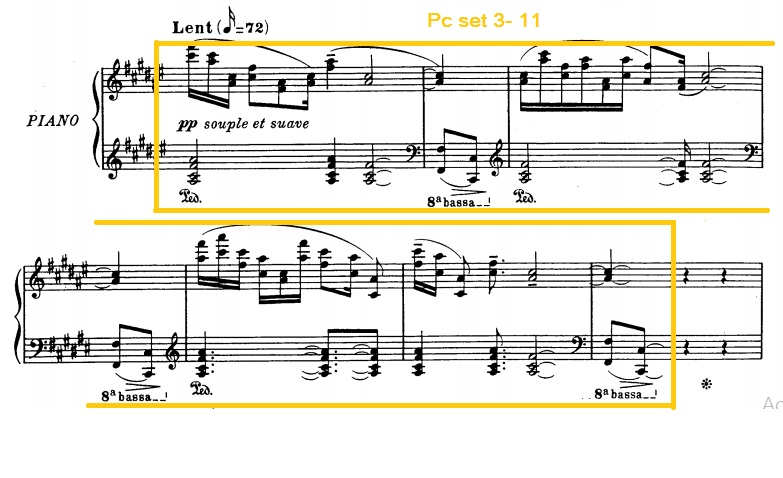 Pc set 3- 11
Lent (𝅘𝅥𝅯=72)
PIANO
pp souple et suave
Ped.
8ª bassa
Ped.
8ª bassa
Ped.
8ª bassa
Ac